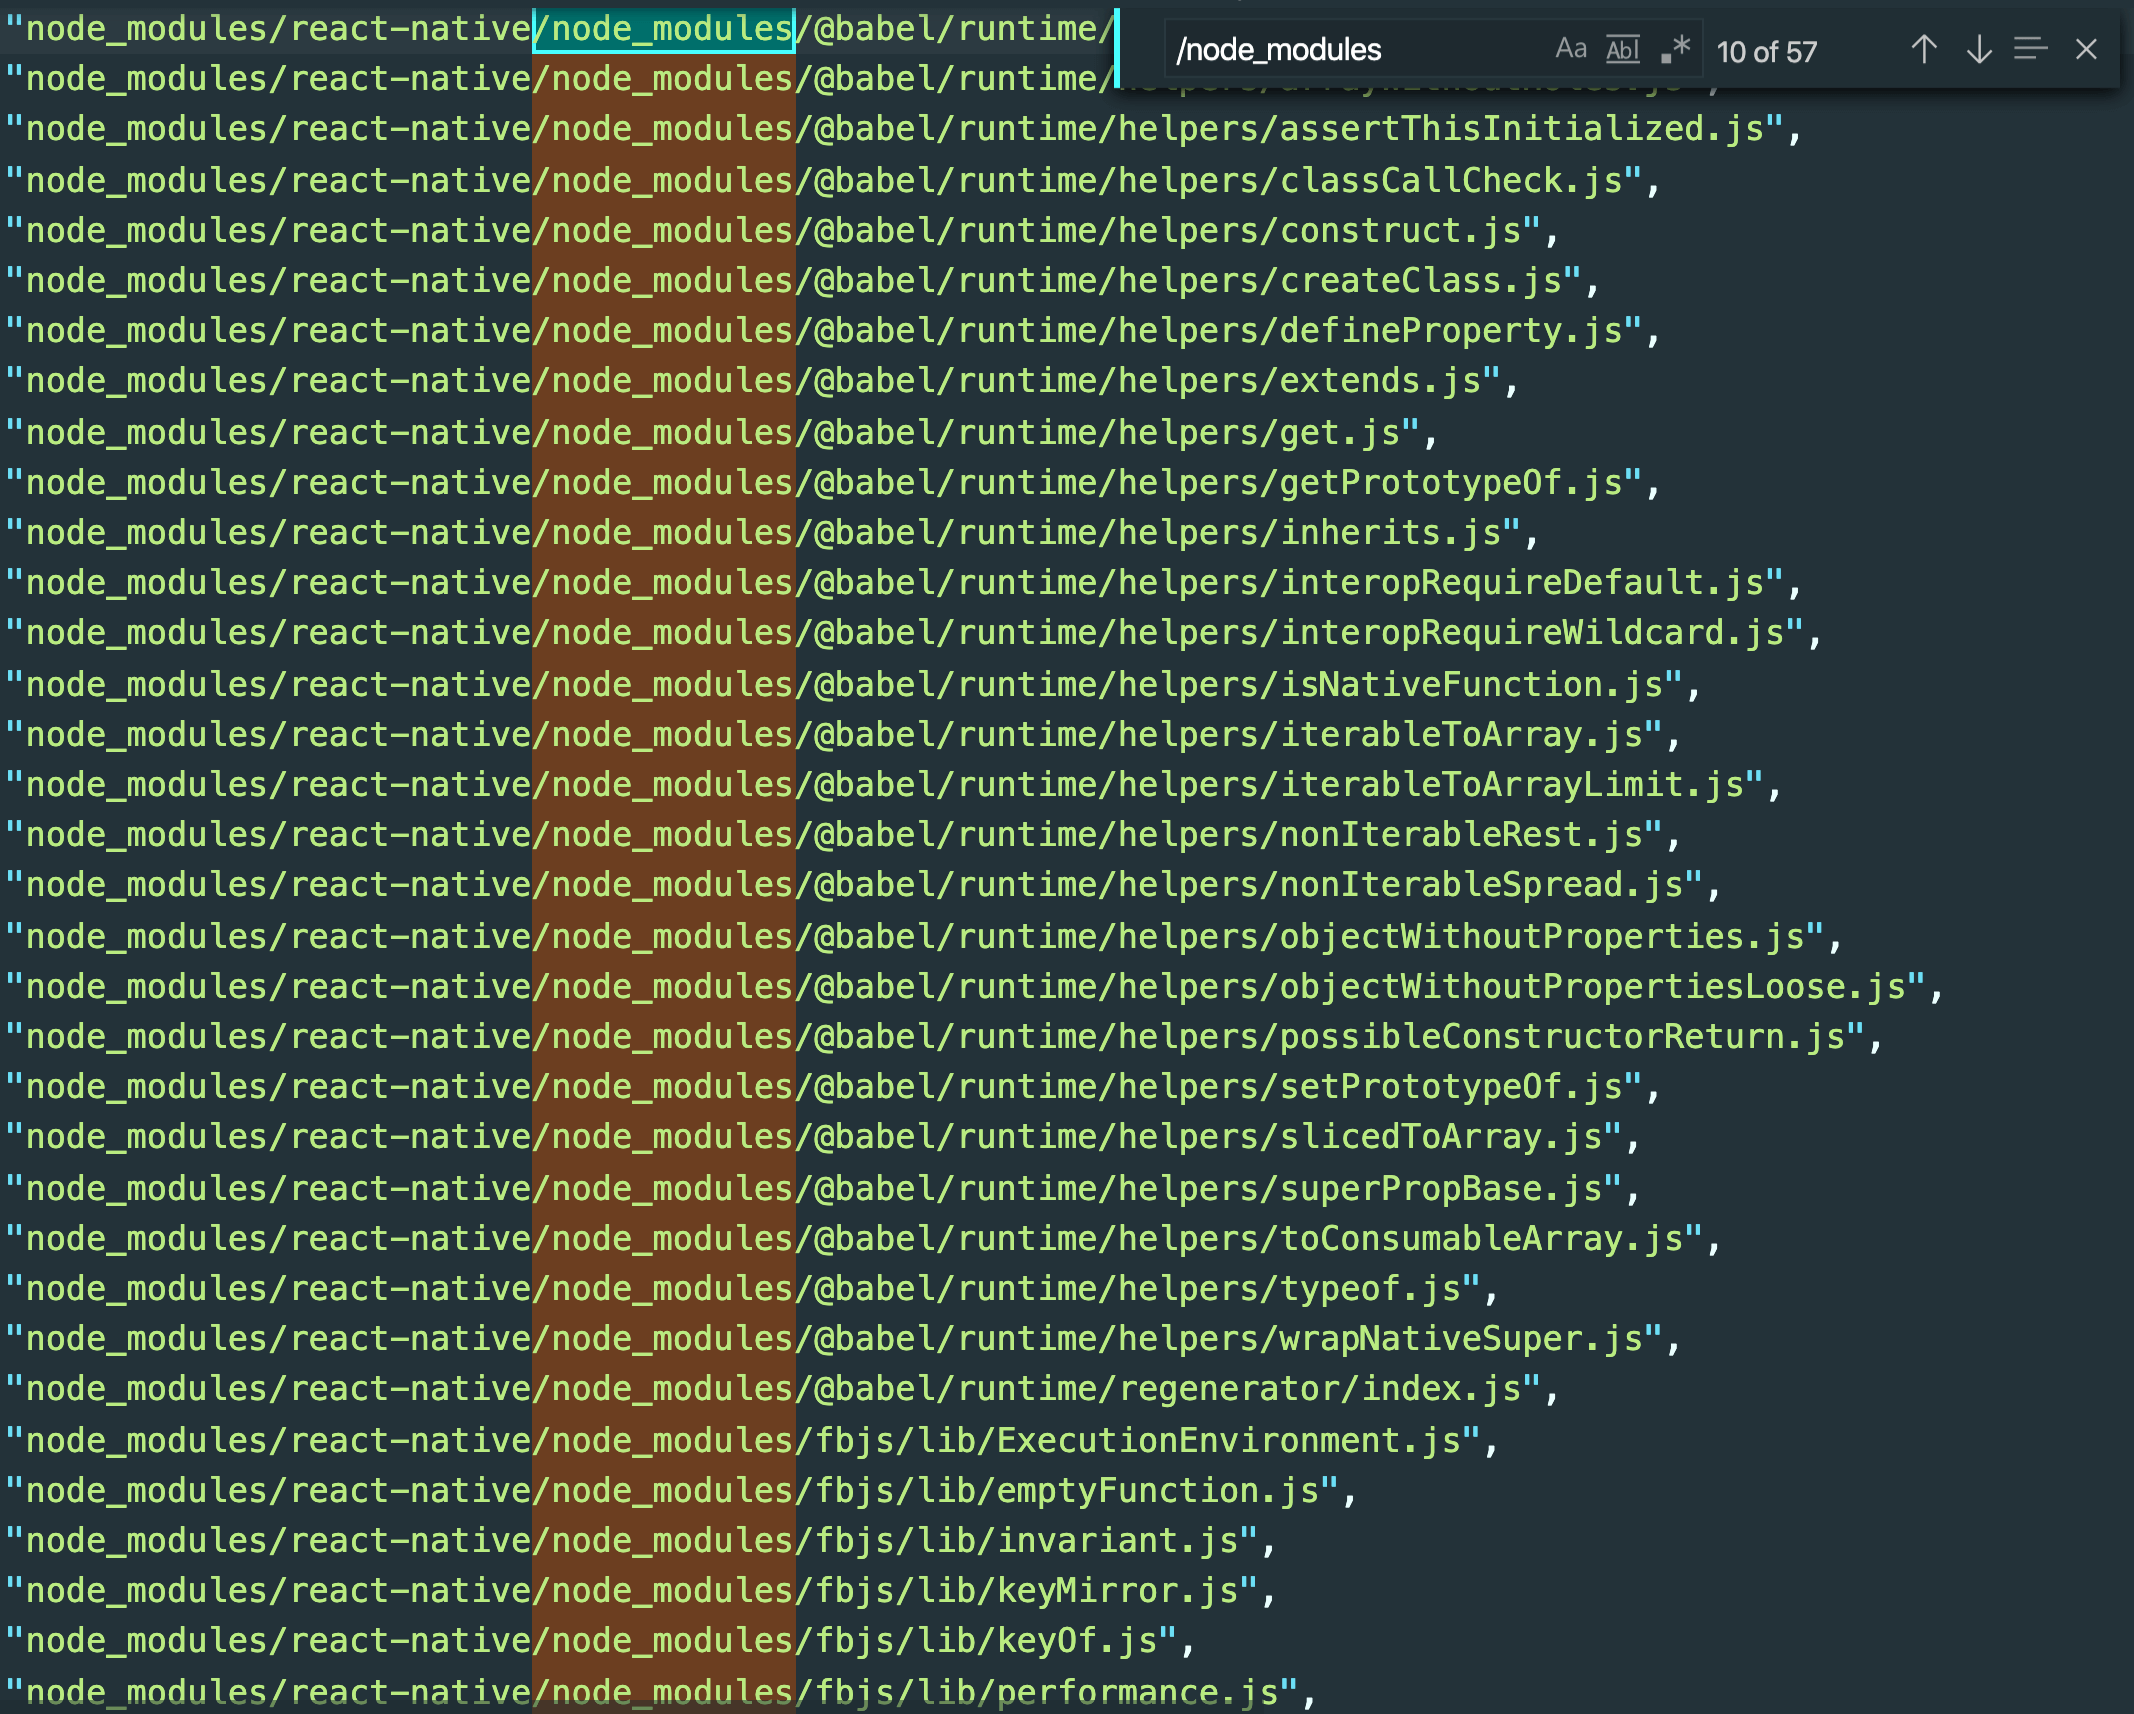 "node_modules/react-native/node_modules/@babel/runtime/
/node_modules
Aa Abl .* 10 of 57
"node_modules/react-native/node_modules/@babel/runtime/helpers/arrayWithoutHoles.js",
"node_modules/react-native/node_modules/@babel/runtime/helpers/assertThisInitialized.js",
"node_modules/react-native/node_modules/@babel/runtime/helpers/classCallCheck.js",
"node_modules/react-native/node_modules/@babel/runtime/helpers/construct.js",
"node_modules/react-native/node_modules/@babel/runtime/helpers/createClass.js",
"node_modules/react-native/node_modules/@babel/runtime/helpers/defineProperty.js",
"node_modules/react-native/node_modules/@babel/runtime/helpers/extends.js",
"node_modules/react-native/node_modules/@babel/runtime/helpers/get.js",
"node_modules/react-native/node_modules/@babel/runtime/helpers/getPrototypeOf.js",
"node_modules/react-native/node_modules/@babel/runtime/helpers/inherits.js",
"node_modules/react-native/node_modules/@babel/runtime/helpers/interopRequireDefault.js",
"node_modules/react-native/node_modules/@babel/runtime/helpers/interopRequireWildcard.js",
"node_modules/react-native/node_modules/@babel/runtime/helpers/isNativeFunction.js",
"node_modules/react-native/node_modules/@babel/runtime/helpers/iterableToArray.js",
"node_modules/react-native/node_modules/@babel/runtime/helpers/iterableToArrayLimit.js",
"node_modules/react-native/node_modules/@babel/runtime/helpers/nonIterableRest.js",
"node_modules/react-native/node_modules/@babel/runtime/helpers/nonIterableSpread.js",
"node_modules/react-native/node_modules/@babel/runtime/helpers/objectWithoutProperties.js",
"node_modules/react-native/node_modules/@babel/runtime/helpers/objectWithoutPropertiesLoose.js",
"node_modules/react-native/node_modules/@babel/runtime/helpers/possibleConstructorReturn.js",
"node_modules/react-native/node_modules/@babel/runtime/helpers/setPrototypeOf.js",
"node_modules/react-native/node_modules/@babel/runtime/helpers/slicedToArray.js",
"node_modules/react-native/node_modules/@babel/runtime/helpers/superPropBase.js",
"node_modules/react-native/node_modules/@babel/runtime/helpers/toConsumableArray.js",
"node_modules/react-native/node_modules/@babel/runtime/helpers/typeof.js",
"node_modules/react-native/node_modules/@babel/runtime/helpers/wrapNativeSuper.js",
"node_modules/react-native/node_modules/@babel/runtime/regenerator/index.js",
"node_modules/react-native/node_modules/fbjs/lib/ExecutionEnvironment.js",
"node_modules/react-native/node_modules/fbjs/lib/emptyFunction.js",
"node_modules/react-native/node_modules/fbjs/lib/invariant.js",
"node_modules/react-native/node_modules/fbjs/lib/keyMirror.js",
"node_modules/react-native/node_modules/fbjs/lib/keyOf.js",
"node_modules/react-native/node_modules/fbjs/lib/performance.js",